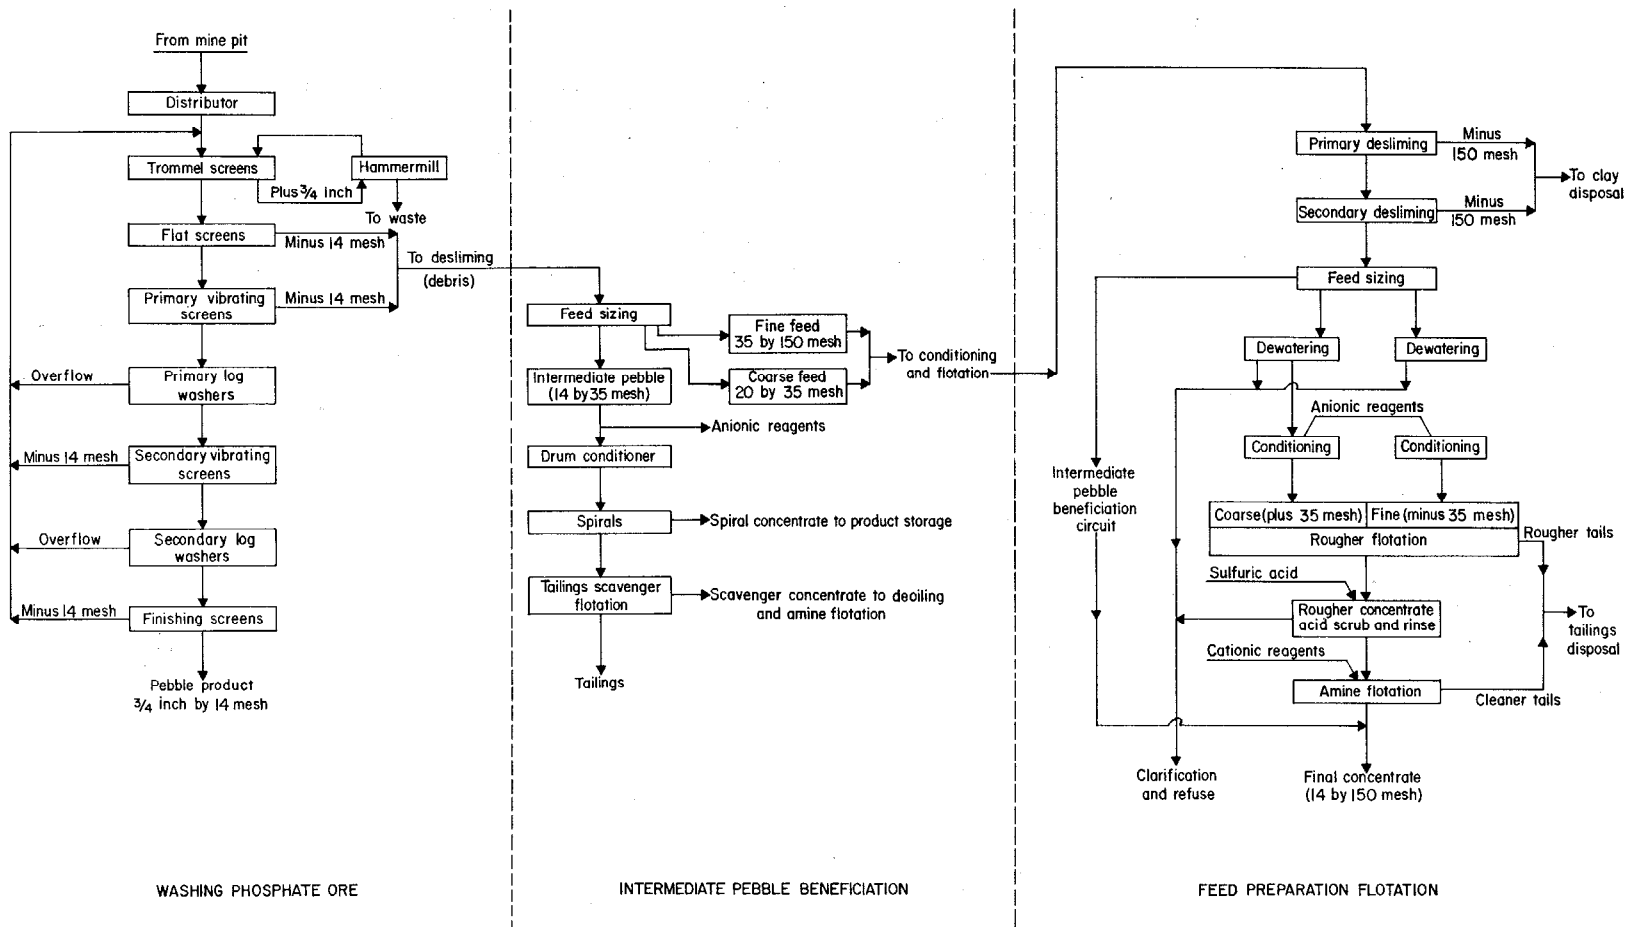 From mine pit
Distributor
Trommel screens
Hammermill
Plus 3/4 inch
To waste
Flat screens
Minus 14 mesh
To desliming
(debris)
Primary vibrating
screens
Minus 14 mesh
Overflow
Primary log
washers
Minus 14 mesh
Secondary vibrating
screens
Overflow
Secondary log
washers
Minus 14 mesh
Finishing screens
Pebble product
3/4 inch by 14 mesh
WASHING PHOSPHATE ORE
Feed sizing
Fine feed
35 by 150 mesh
To conditioning
and flotation
Intermediate pebble
(14 by 35 mesh)
Coarse feed
20 by 35 mesh
Anionic reagents
Drum conditioner
Spirals
Spiral concentrate to product storage
Tailings scavenger
flotation
Scavenger concentrate to deoiling
and amine flotation
Tailings
INTERMEDIATE PEBBLE BENEFICIATION
Primary desliming
Minus
150 mesh
To clay
disposal
Secondary desliming
Minus
150 mesh
Feed sizing
Dewatering
Dewatering
Anionic reagents
Conditioning
Conditioning
Intermediate
pebble
beneficiation
circuit
Coarse (plus 35 mesh)
Fine (minus 35 mesh)
Rougher flotation
Rougher tails
Sulfuric acid
Rougher concentrate
acid scrub and rinse
To
tailings
disposal
Cationic reagents
Amine flotation
Cleaner tails
Clarification
and refuse
Final concentrate
(14 by 150 mesh)
FEED PREPARATION FLOTATION